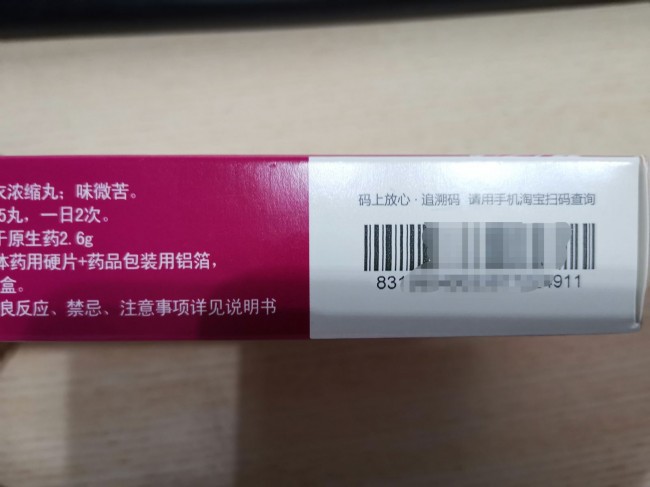 浓缩丸；味微苦。
5丸，一日2次。
于原生药2.6g
药用硬片+药品包装用铝箔，
盒。
良反应、禁忌、注意事项详见说明书
码上放心·追溯码 请用手机淘宝扫码查询
831 4911